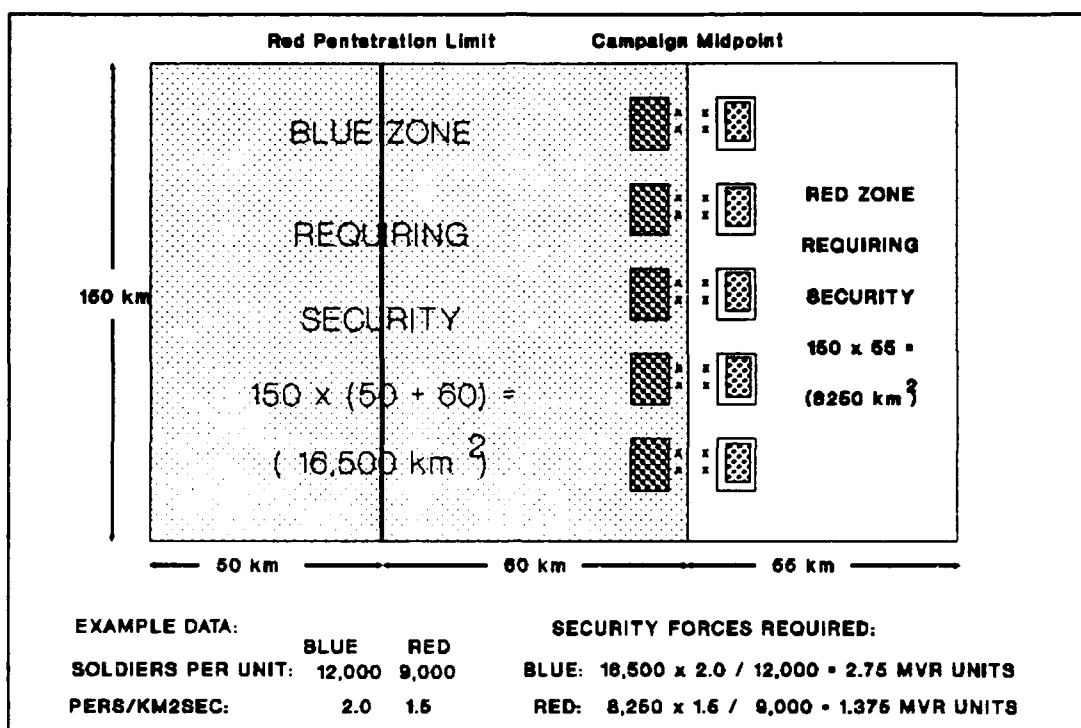 Red Pentetration Limit
Campaign Midpoint
BLUE ZONE
REQUIRING
SECURITY
150 x (50 + 60) =
( 16,500 km 2)
RED ZONE
REQUIRING
SECURITY
150 x 55 =
(8250 km 2)
150 km
50 km
60 km
55 km
EXAMPLE DATA:
BLUE RED
SOLDIERS PER UNIT: 12,000 9,000
PERS/KM2SEC: 2.0 1.5
SECURITY FORCES REQUIRED:
BLUE: 16,500 x 2.0 / 12,000 = 2.75 MVR UNITS
RED: 8,250 x 1.5 / 9,000 = 1.375 MVR UNITS